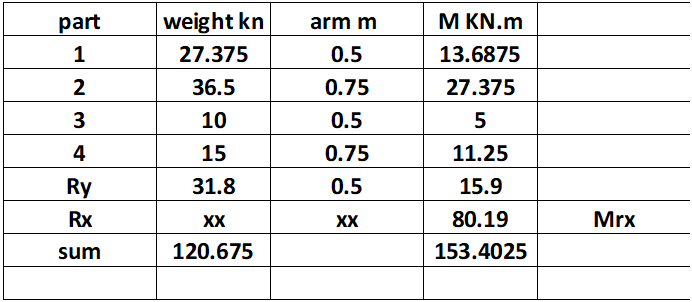 part weight kn arm m M KN.m
1 27.375 0.5 13.6875
2 36.5 0.75 27.375
3 10 0.5 5
4 15 0.75 11.25
Ry 31.8 0.5 15.9
Rx xx xx 80.19 Mrx
sum 120.675 153.4025